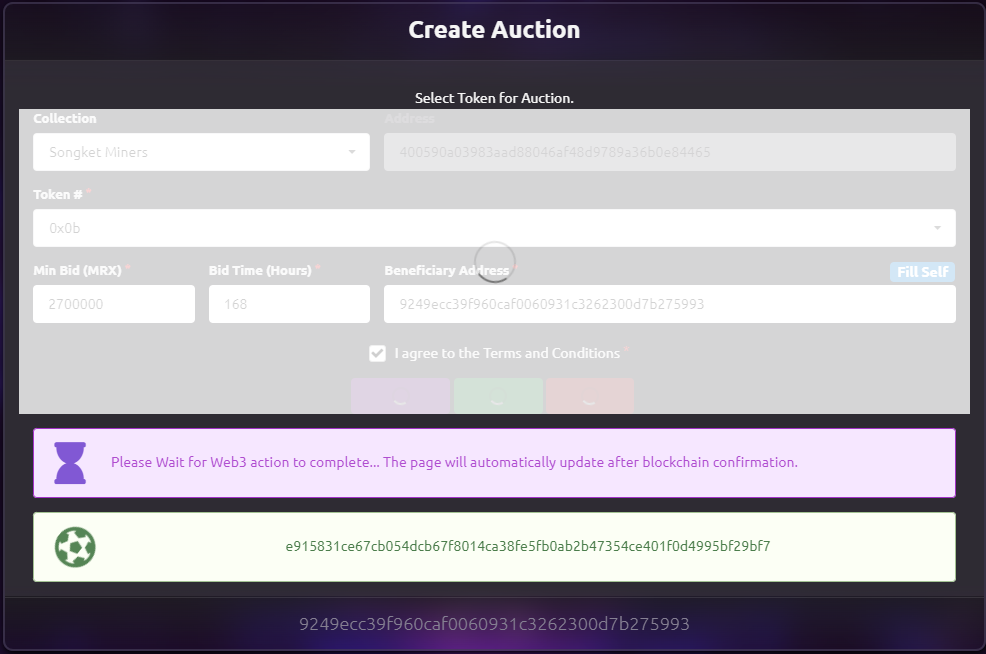 Create Auction
Select Token for Auction.
Collection Address
Songket Miners 400590a03983aad88046af48d9789a36b0e84465
Token # *
0x0b
Min Bid (MRX) * Bid Time (Hours) * Beneficiary Address * Fill Self
2700000 168 9249ecc39f960caf0060931c3262300d7b275993
I agree to the Terms and Conditions *
Please Wait for Web3 action to complete... The page will automatically update after blockchain confirmation.
e915831ce67cb054dcb67f8014ca38fe5fb0ab2b47354ce401f0d4995bf29bf7
9249ecc39f960caf0060931c3262300d7b275993